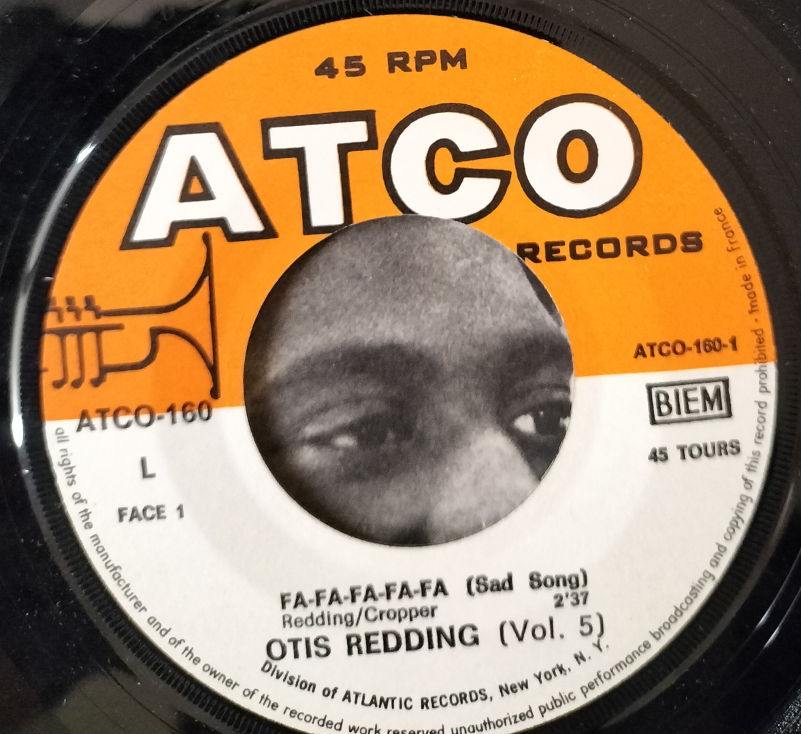 45 RPM
ATCO
RECORDS
ATCO-160-1
ATCO-160
BIEM
L
45 TOURS
FACE 1
FA-FA-FA-FA-FA (Sad Song)
2'37
Redding/Cropper
OTIS REDDING (Vol. 5)
Division of ATLANTIC RECORDS, New York, N. Y.
all rights of the manufacturer and of the owner of the recorded work reserved unauthorized public performance broadcasting and copying of this record prohibited - made in France